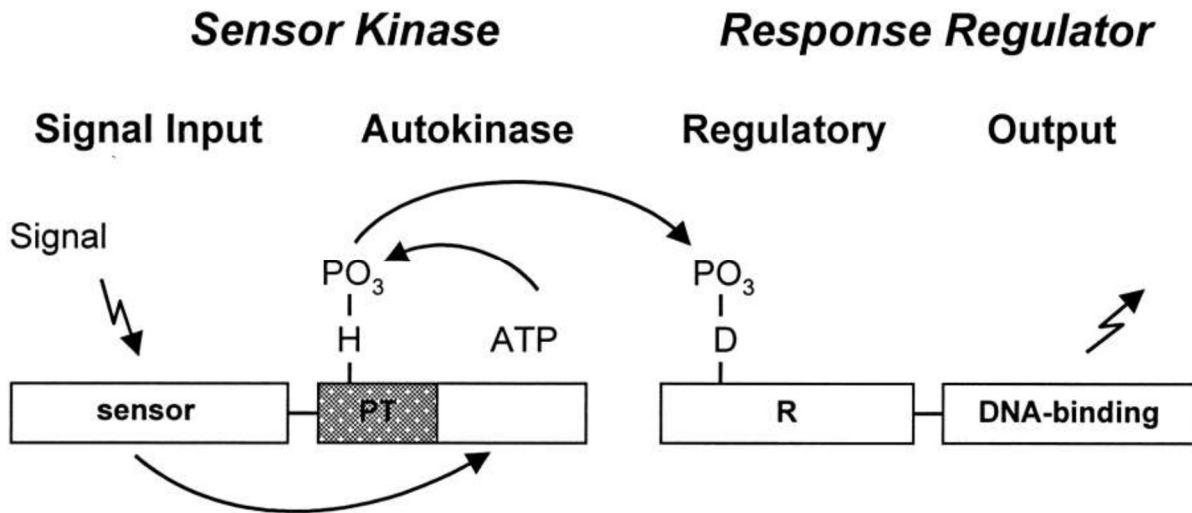 Sensor Kinase Response Regulator
Signal Input Autokinase Regulatory Output
Signal
PO₃ PO₃
H ATP D
sensor PT R DNA-binding